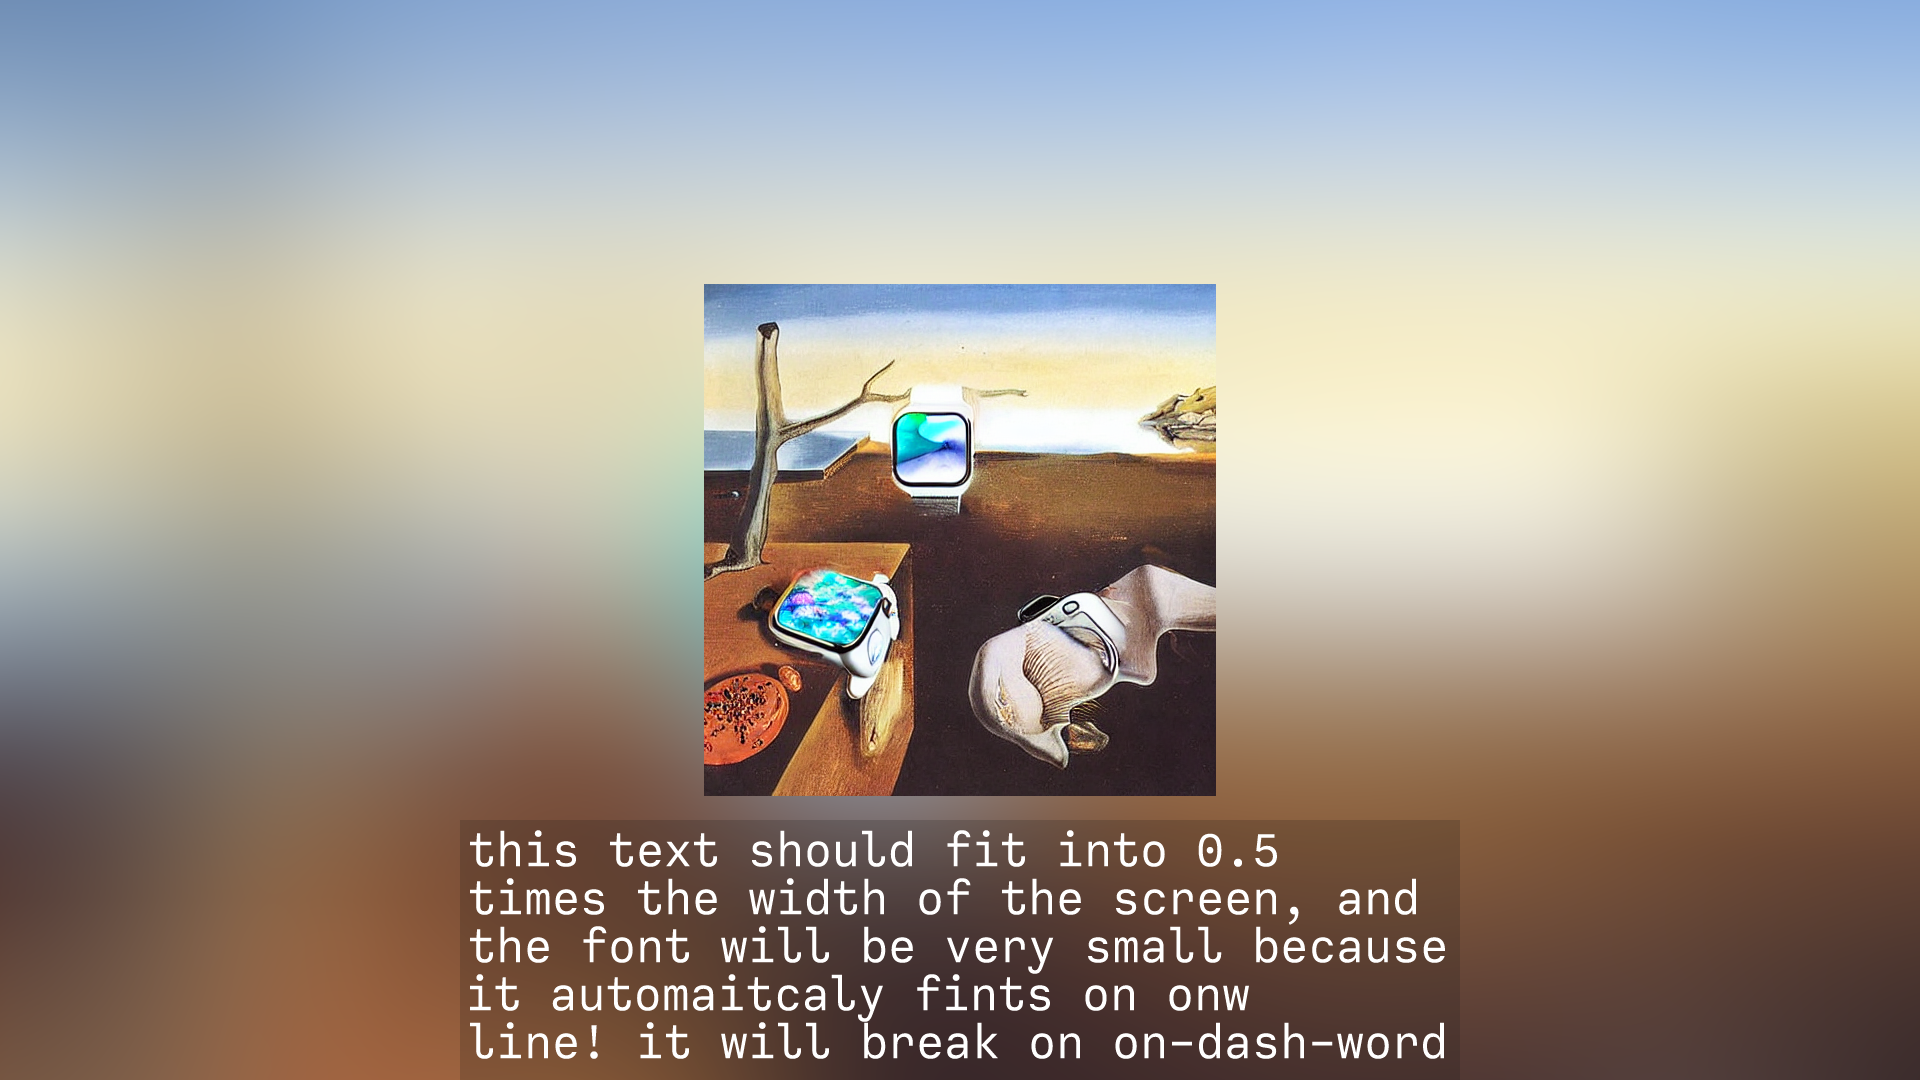 this text should fit into 0.5
times the width of the screen, and
the font will be very small because
it automaitcaly fints on onw
line! it will break on on-dash-word